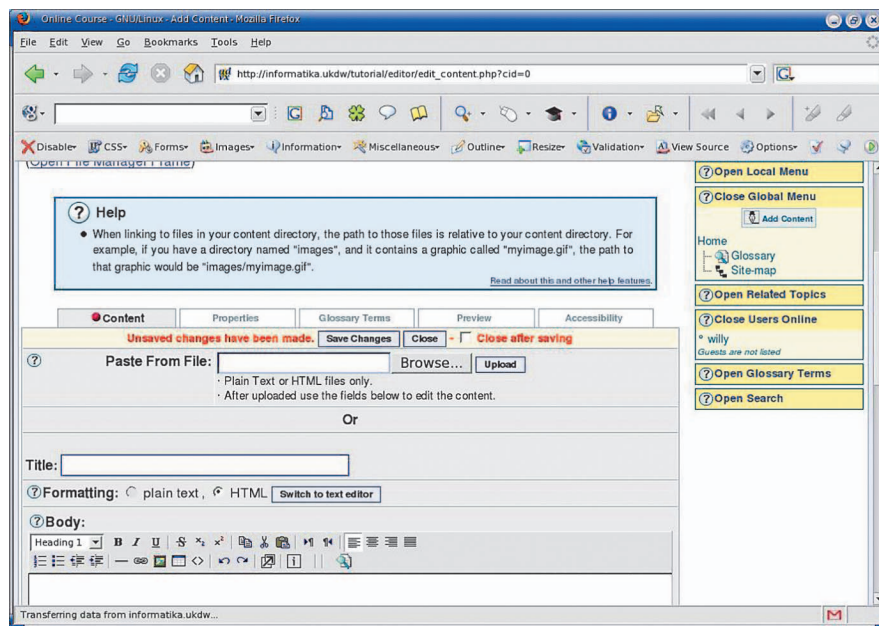 Online Course - GNU/Linux - Add Content - Mozilla Firefox
File Edit View Go Bookmarks Tools Help
http://informatika.ukdw/tutorial/editor/edit_content.php?cid=0
Disable CSS Forms Images Information Miscellaneous Outline Resize Validation View Source Options
(Open File Manager Frame)
Help
• When linking to files in your content directory, the path to those files is relative to your content directory. For
example, if you have a directory named "images", and it contains a graphic called "myimage.gif", the path to
that graphic would be "images/myimage.gif".
Read about this and other help features.
Content Properties Glossary Terms Preview Accessibility
Unsaved changes have been made. Save Changes Close - Close after saving
Paste From File: Browse... Upload
· Plain Text or HTML files only.
· After uploaded use the fields below to edit the content.
Or
Title:
Formatting: plain text , HTML Switch to text editor
Body:
Heading 1 B I U S x₂ x²
Open Local Menu
Close Global Menu
Add Content
Home
Glossary
Site-map
Open Related Topics
Close Users Online
° willy
Guests are not listed
Open Glossary Terms
Open Search
Transferring data from informatika.ukdw...